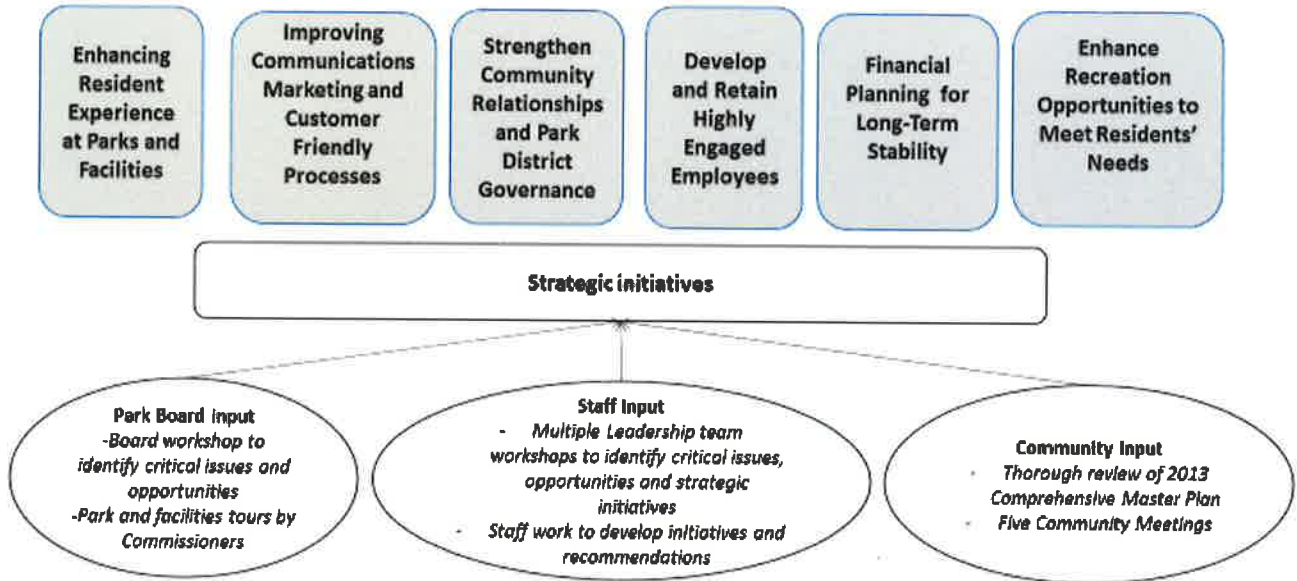 Enhancing
Resident
Experience
at Parks and
Facilities
Improving
Communications
Marketing and
Customer
Friendly
Processes
Strengthen
Community
Relationships
and Park
District
Governance
Develop
and Retain
Highly
Engaged
Employees
Financial
Planning for
Long-Term
Stability
Enhance
Recreation
Opportunities to
Meet Residents'
Needs
Strategic initiatives
Park Board input
-Board workshop to
identify critical issues and
opportunities
-Park and facilities tours by
Commissioners
Staff Input
- Multiple Leadership team
workshops to identify critical issues,
opportunities and strategic
initiatives
- Staff work to develop initiatives and
recommendations
Community Input
- Thorough review of 2013
Comprehensive Master Plan
- Five Community Meetings